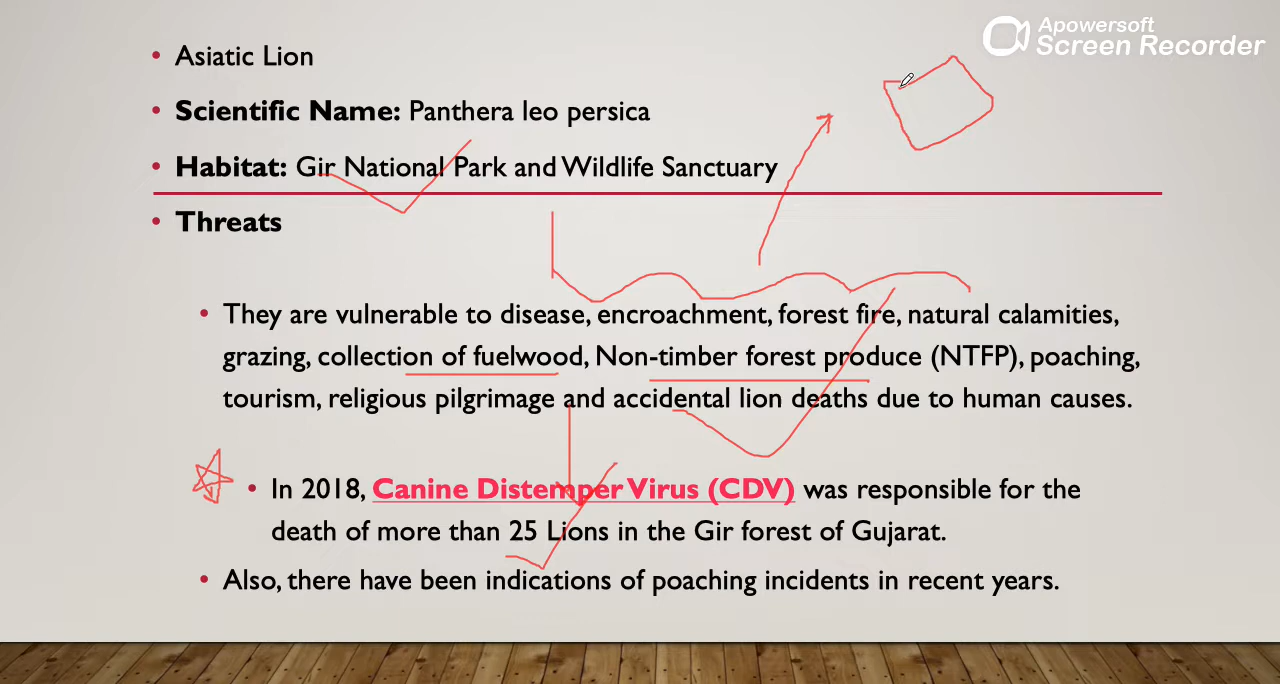 Apowersoft
Screen Recorder
Asiatic Lion
Scientific Name: Panthera leo persica
Habitat: Gir National Park and Wildlife Sanctuary
Threats
They are vulnerable to disease, encroachment, forest fire, natural calamities,
grazing, collection of fuelwood, Non-timber forest produce (NTFP), poaching,
tourism, religious pilgrimage and accidental lion deaths due to human causes.
In 2018, Canine Distemper Virus (CDV) was responsible for the
death of more than 25 Lions in the Gir forest of Gujarat.
Also, there have been indications of poaching incidents in recent years.